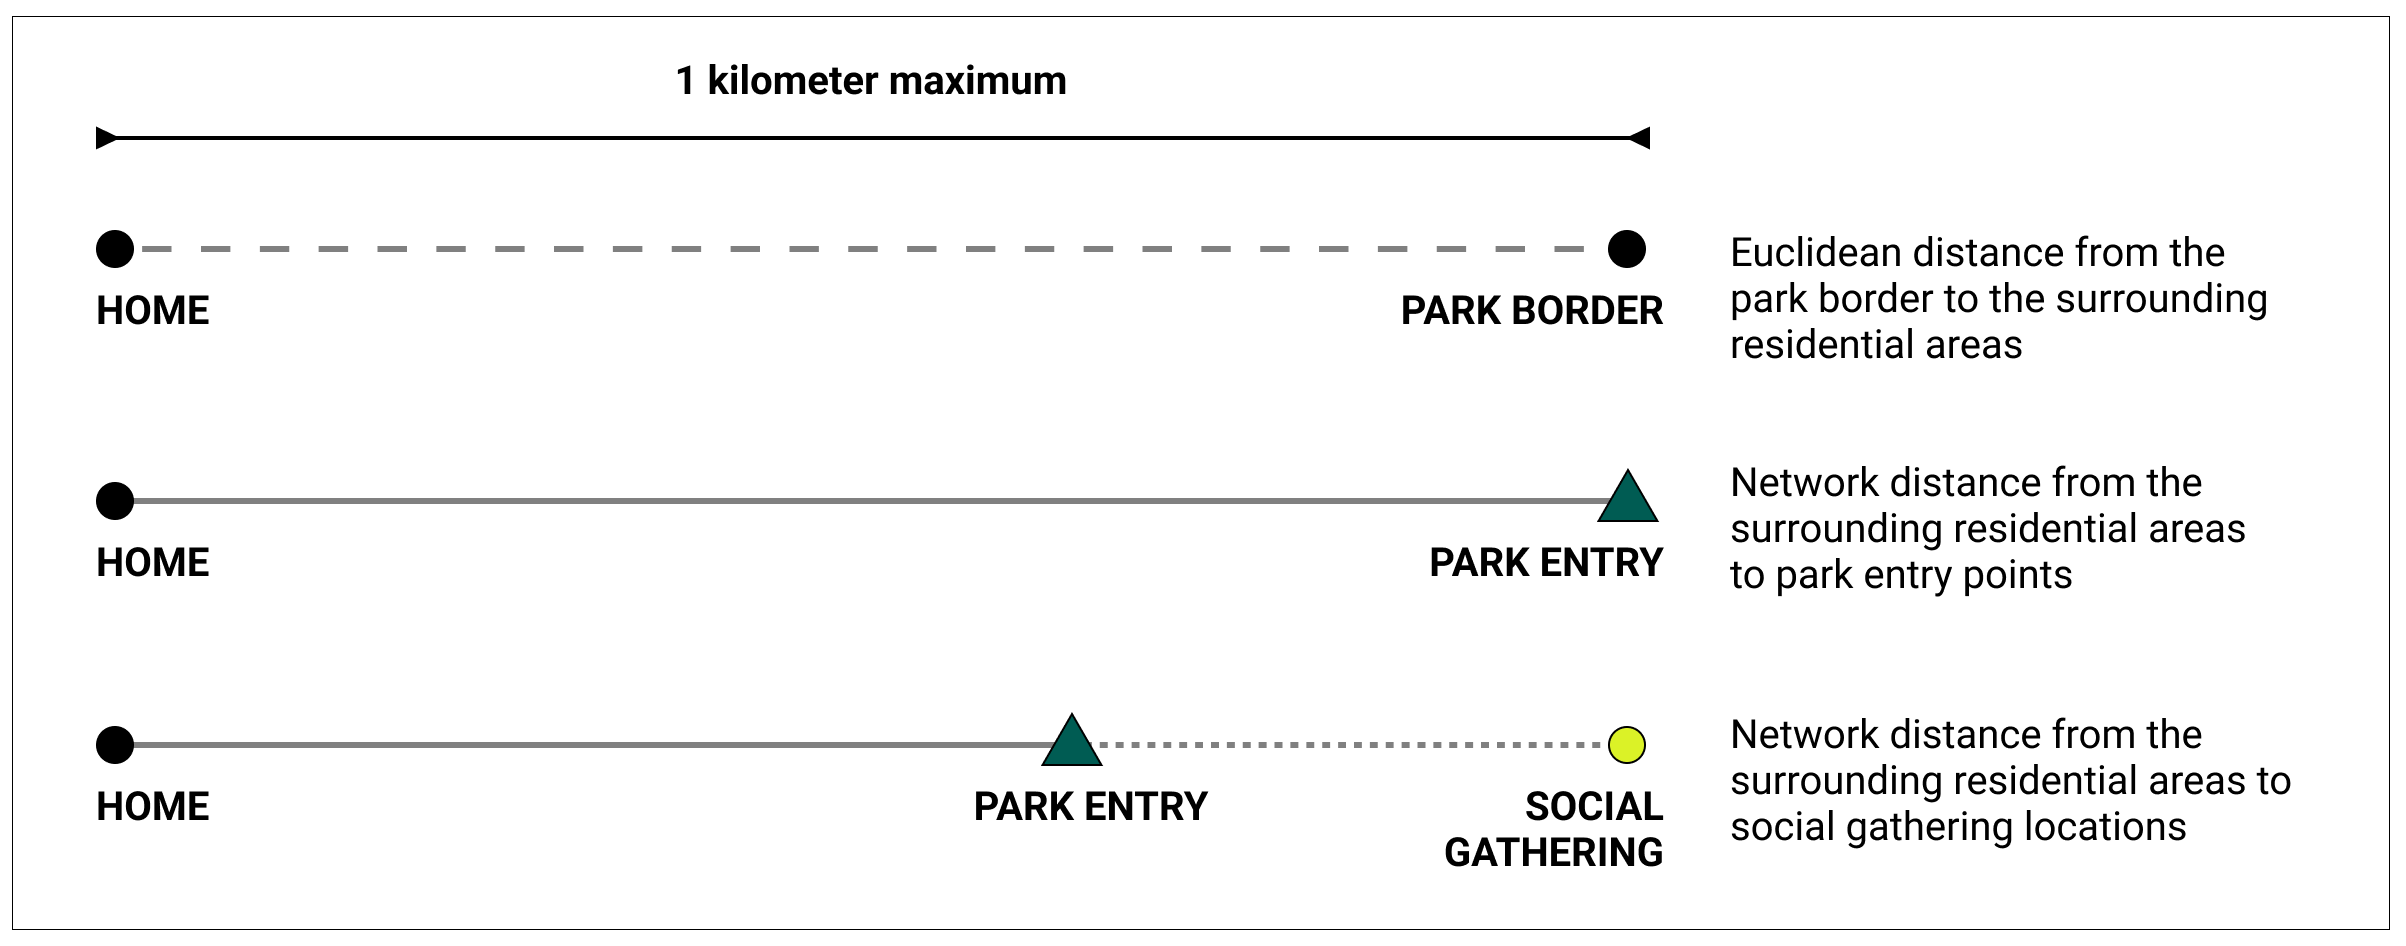 1 kilometer maximum
HOME
PARK BORDER
Euclidean distance from the
park border to the surrounding
residential areas
HOME
PARK ENTRY
Network distance from the
surrounding residential areas
to park entry points
HOME
PARK ENTRY
SOCIAL
GATHERING
Network distance from the
surrounding residential areas to
social gathering locations